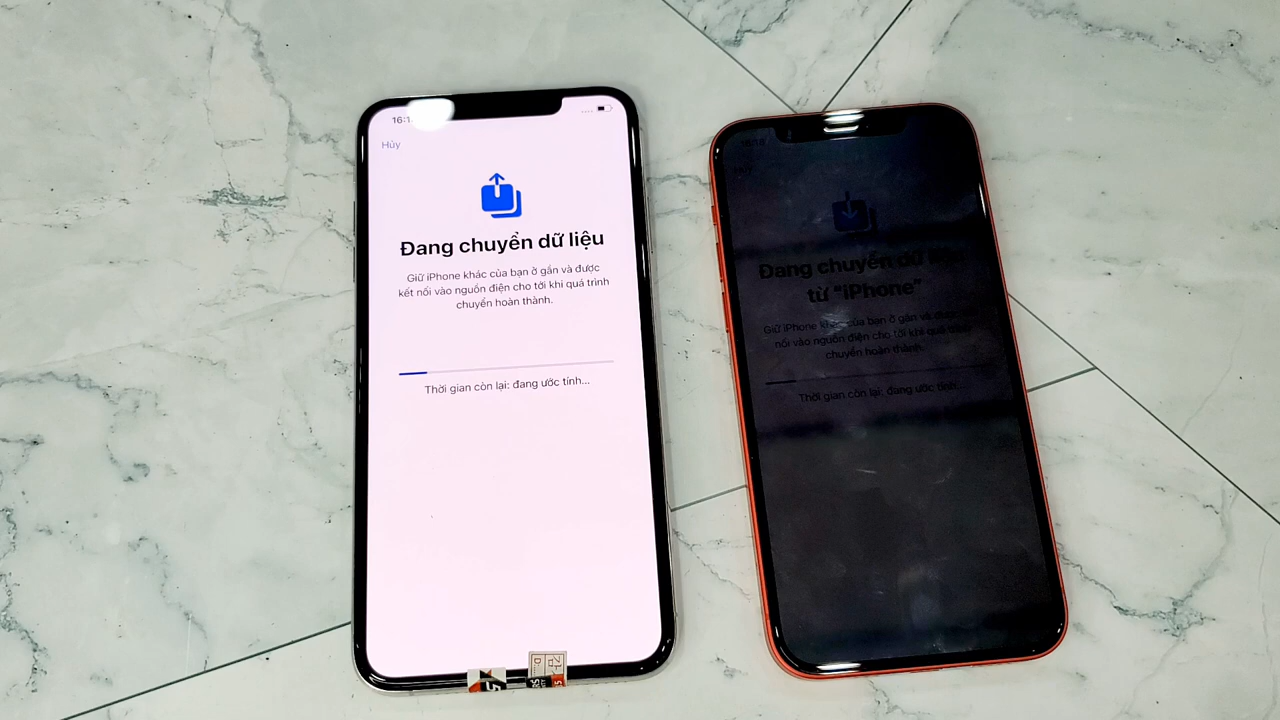 Hủy
Đang chuyển dữ liệu
Giữ iPhone khác của bạn ở gần và được
kết nối vào nguồn điện cho tới khi quá trình
chuyển hoàn thành.
Thời gian còn lại: đang ước tính...
Đang chuyển dữ liệu
từ “iPhone”
Giữ iPhone khác của bạn ở gần và
nối vào nguồn điện cho tới khi quá trình
chuyển hoàn thành.
Thời gian còn lại: đang ước tính...